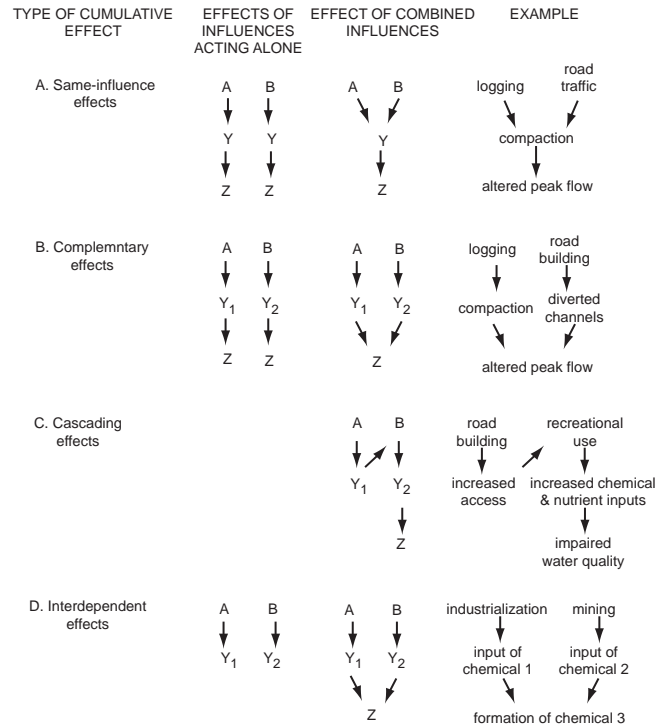 TYPE OF CUMULATIVE EFFECT
EFFECTS OF INFLUENCES ACTING ALONE
EFFECT OF COMBINED INFLUENCES
EXAMPLE
A. Same-influence effects
A B
Y Y
Z Z
A B
Y
Z
logging
road traffic
compaction
altered peak flow
B. Complemntary effects
A B
Y1 Y2
Z Z
A B
Y1 Y2
Z
logging
road building
compaction
diverted channels
altered peak flow
C. Cascading effects
A B
Y1 Y2
Z
road building
recreational use
increased access
increased chemical & nutrient inputs
impaired water quality
D. Interdependent effects
A B
Y1 Y2
A B
Y1 Y2
Z
industrialization
mining
input of chemical 1
input of chemical 2
formation of chemical 3